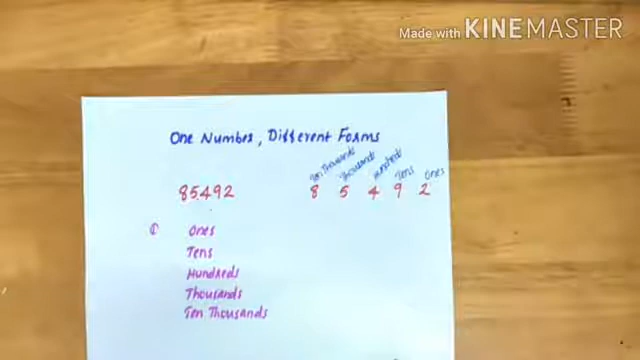 Made with KINEMASTER
One Number, Different Forms
Ten Thousands Thousands Hundreds Tens Ones
85492 8 5 4 9 2
Ones
Tens
Hundreds
Thousands
Ten Thousands